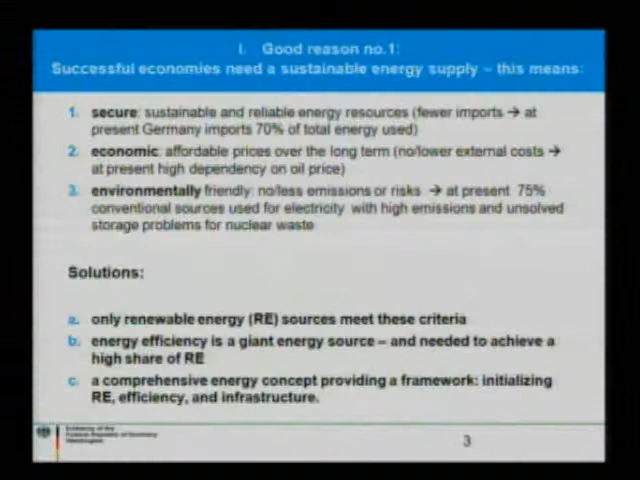 I. Good reason no.1:
Successful economies need a sustainable energy supply – this means:
1. secure: sustainable and reliable energy resources (fewer imports → at
present Germany imports 70% of total energy used)
2. economic: affordable prices over the long term (no/lower external costs →
at present high dependency on oil price)
3. environmentally friendly: no/less emissions or risks → at present 75%
conventional sources used for electricity with high emissions and unsolved
storage problems for nuclear waste
Solutions:
a. only renewable energy (RE) sources meet these criteria
b. energy efficiency is a giant energy source – and needed to achieve a
high share of RE
c. a comprehensive energy concept providing a framework: initializing
RE, efficiency, and infrastructure.
Embassy of the
Federal Republic of Germany
Washington
3